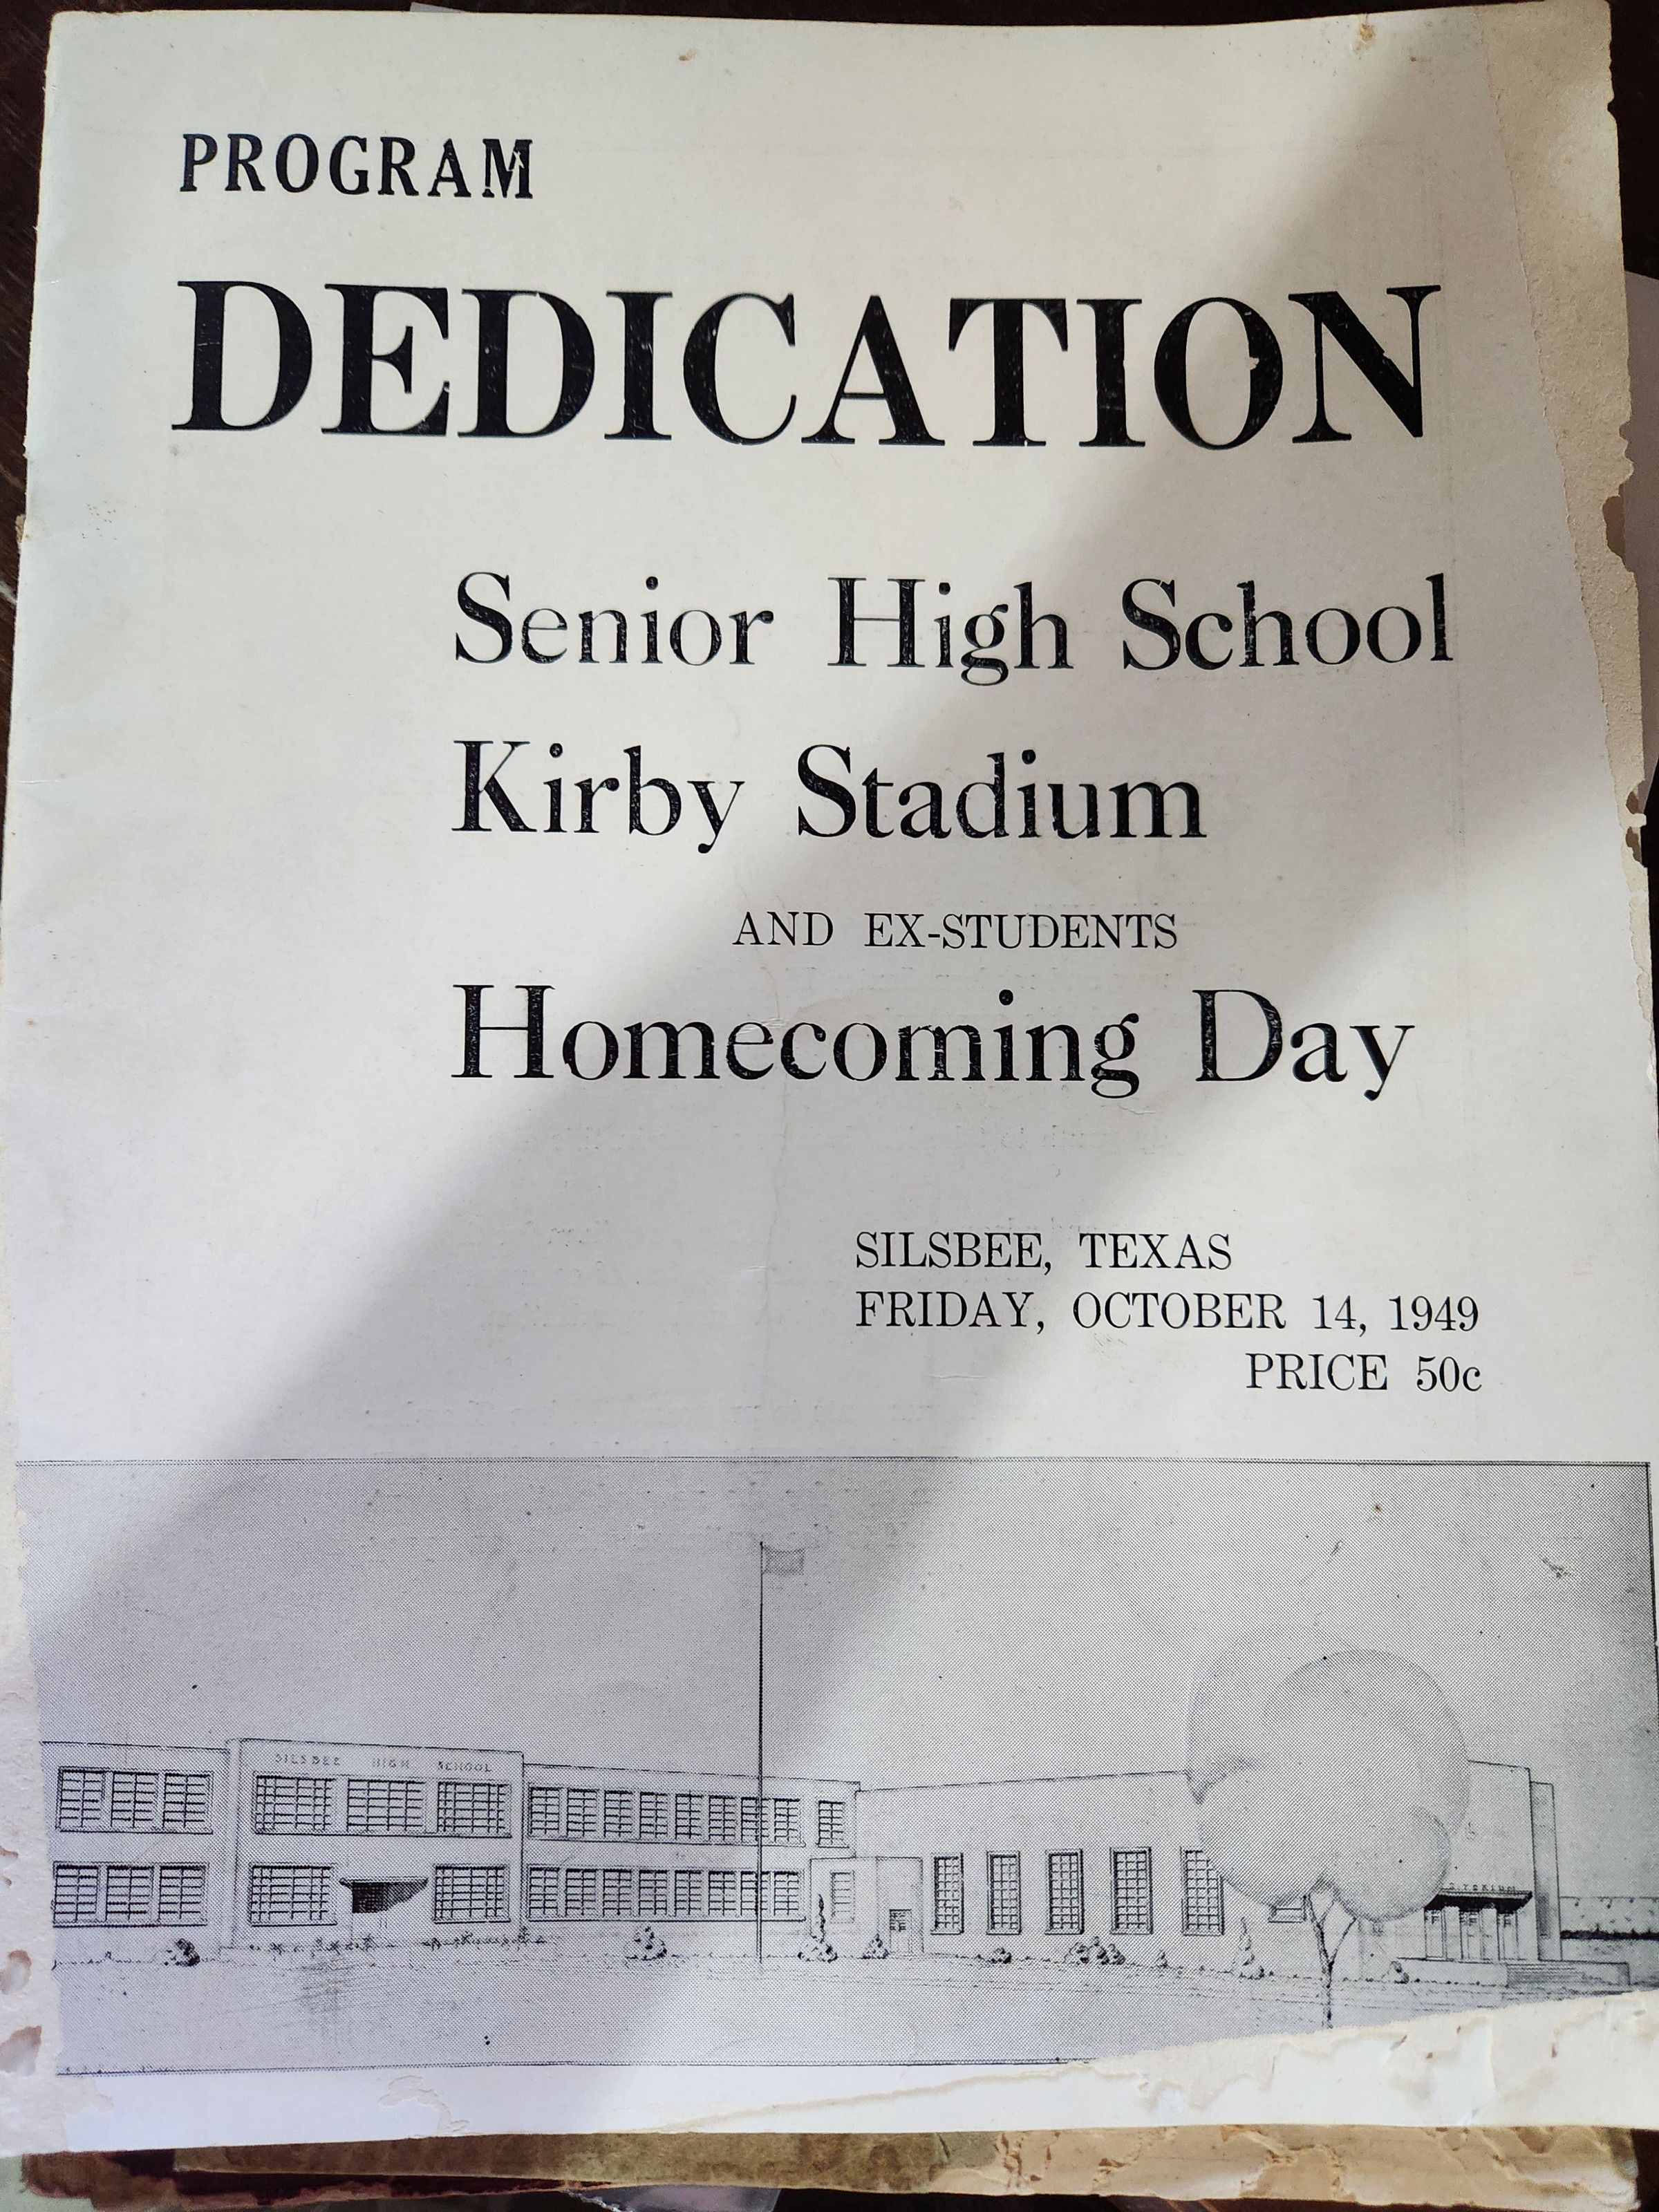 PROGRAM
DEDICATION
Senior High School
Kirby Stadium
AND EX-STUDENTS
Homecoming Day
SILSBEE, TEXAS
FRIDAY, OCTOBER 14, 1949
PRICE 50c
SILSBEE HIGH SCHOOL